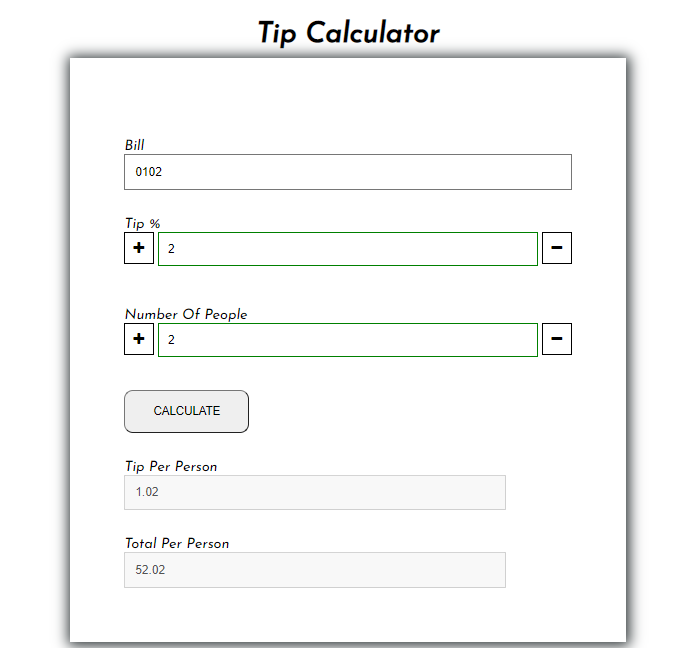 Tip Calculator
Bill
0102
Tip %
+ 2 −
Number Of People
+ 2 −
CALCULATE
Tip Per Person
1.02
Total Per Person
52.02